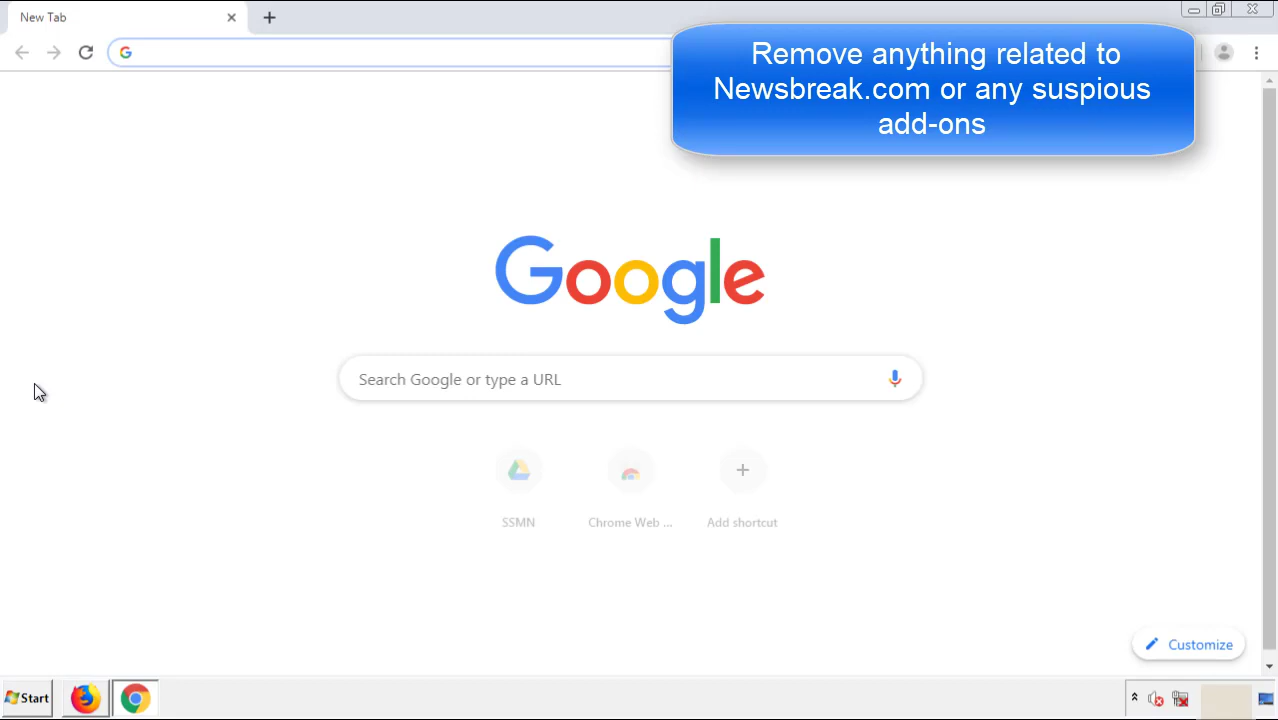 New Tab
Remove anything related to
Newsbreak.com or any suspious
add-ons
Google
Search Google or type a URL
SSMN
Chrome Web ...
Add shortcut
Customize
Start